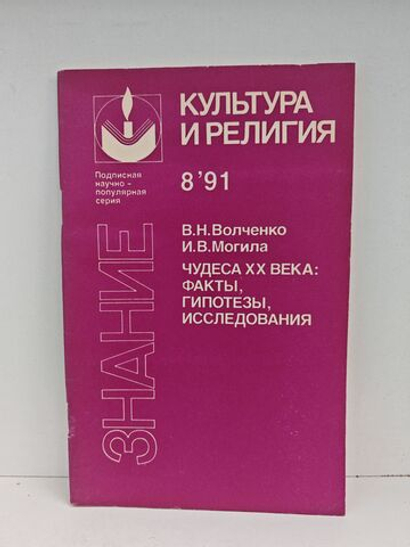 КУЛЬТУРА
И РЕЛИГИЯ
Подписная
научно -
популярная
серия
8'91
ЗНАНИЕ
В.Н.Волченко
И.В.Могила
ЧУДЕСА XX ВЕКА:
ФАКТЫ,
ГИПОТЕЗЫ,
ИССЛЕДОВАНИЯ